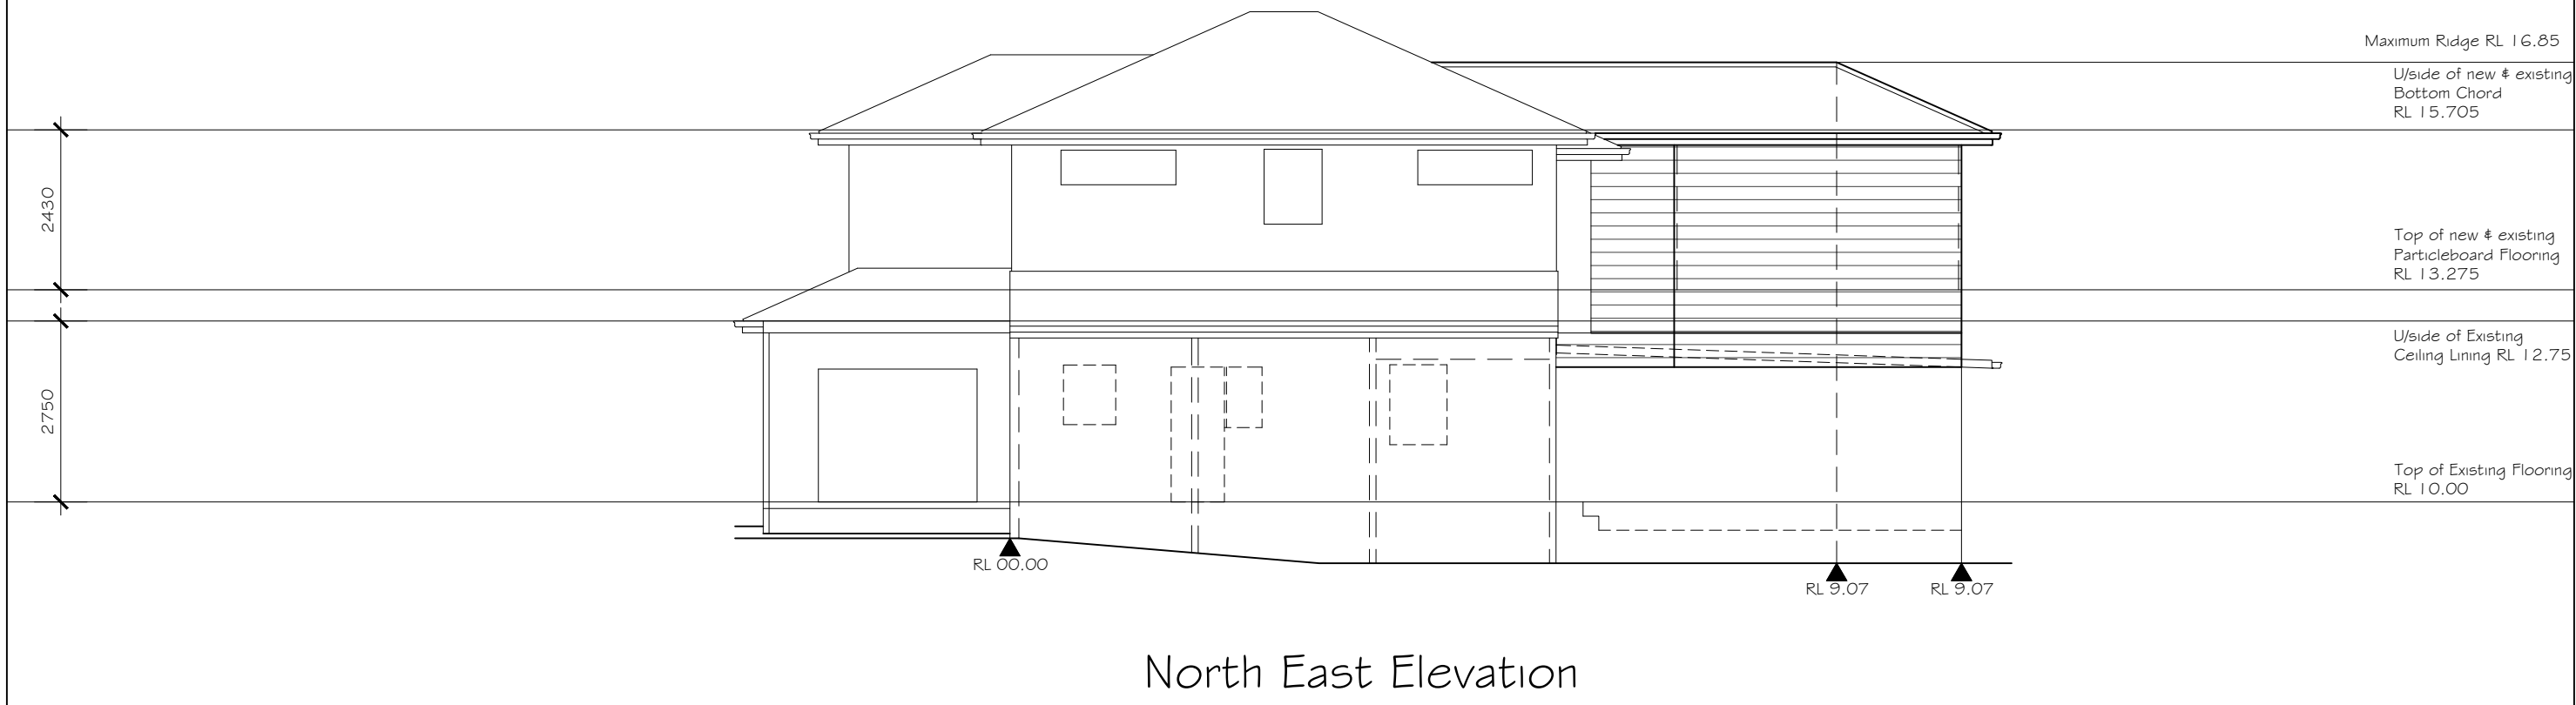 Maximum Ridge RL 16.85
U/side of new & existing
Bottom Chord
RL 15.705
2430
Top of new & existing
Particleboard Flooring
RL 13.275
U/side of Existing
Ceiling Lining RL 12.75
2750
Top of Existing Flooring
RL 10.00
RL 00.00
RL 9.07
RL 9.07
North East Elevation